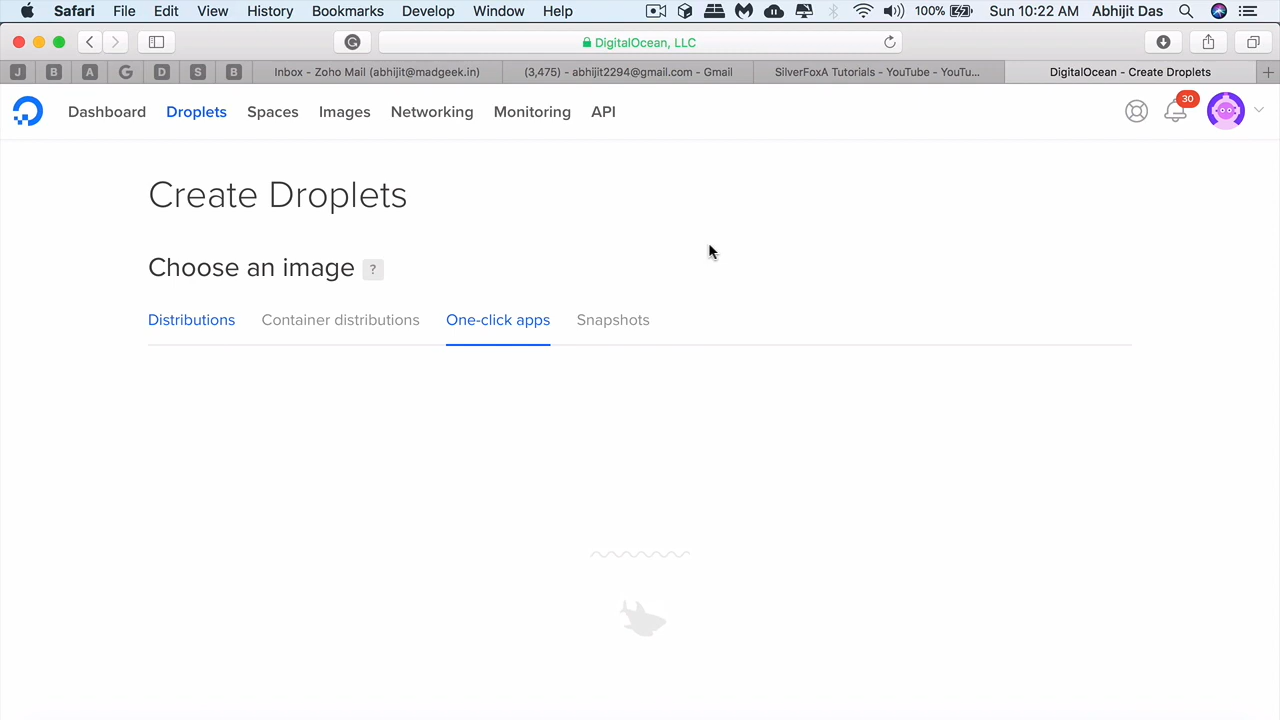 Safari File Edit View History Bookmarks Develop Window Help 100% Sun 10:22 AM Abhijit Das
DigitalOcean, LLC
J B A G D S B Inbox - Zoho Mail (abhijit@madgeek.in) (3,475) - abhijit2294@gmail.com - Gmail SilverFoxA Tutorials - YouTube - YouTu... DigitalOcean - Create Droplets
Dashboard Droplets Spaces Images Networking Monitoring API 30
Create Droplets
Choose an image ?
Distributions Container distributions One-click apps Snapshots